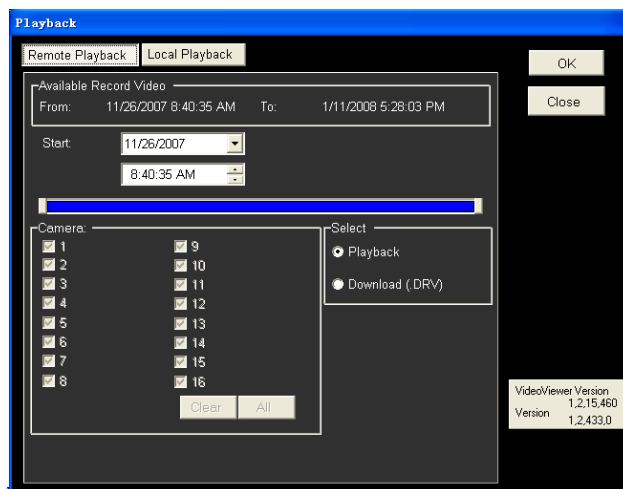 Playback
Remote Playback Local Playback
OK
Close
Available Record Video
From: 11/26/2007 8:40:35 AM To: 1/11/2008 5:28:03 PM
Start: 11/26/2007
8:40:35 AM
Camera:
1 9
2 10
3 11
4 12
5 13
6 14
7 15
8 16
Clear All
Select
Playback
Download (.DRV)
VideoViewer Version
1,2,15,460
Version
1,2,433,0